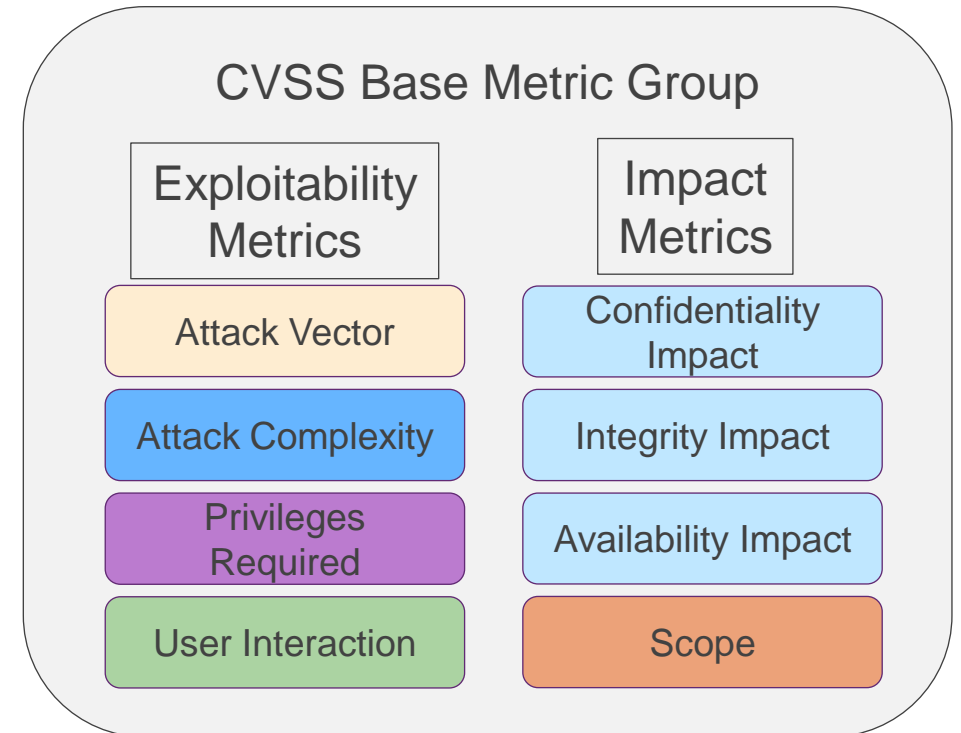 CVSS Base Metric Group
Exploitability
Metrics
Attack Vector
Attack Complexity
Privileges
Required
User Interaction
Impact
Metrics
Confidentiality
Impact
Integrity Impact
Availability Impact
Scope